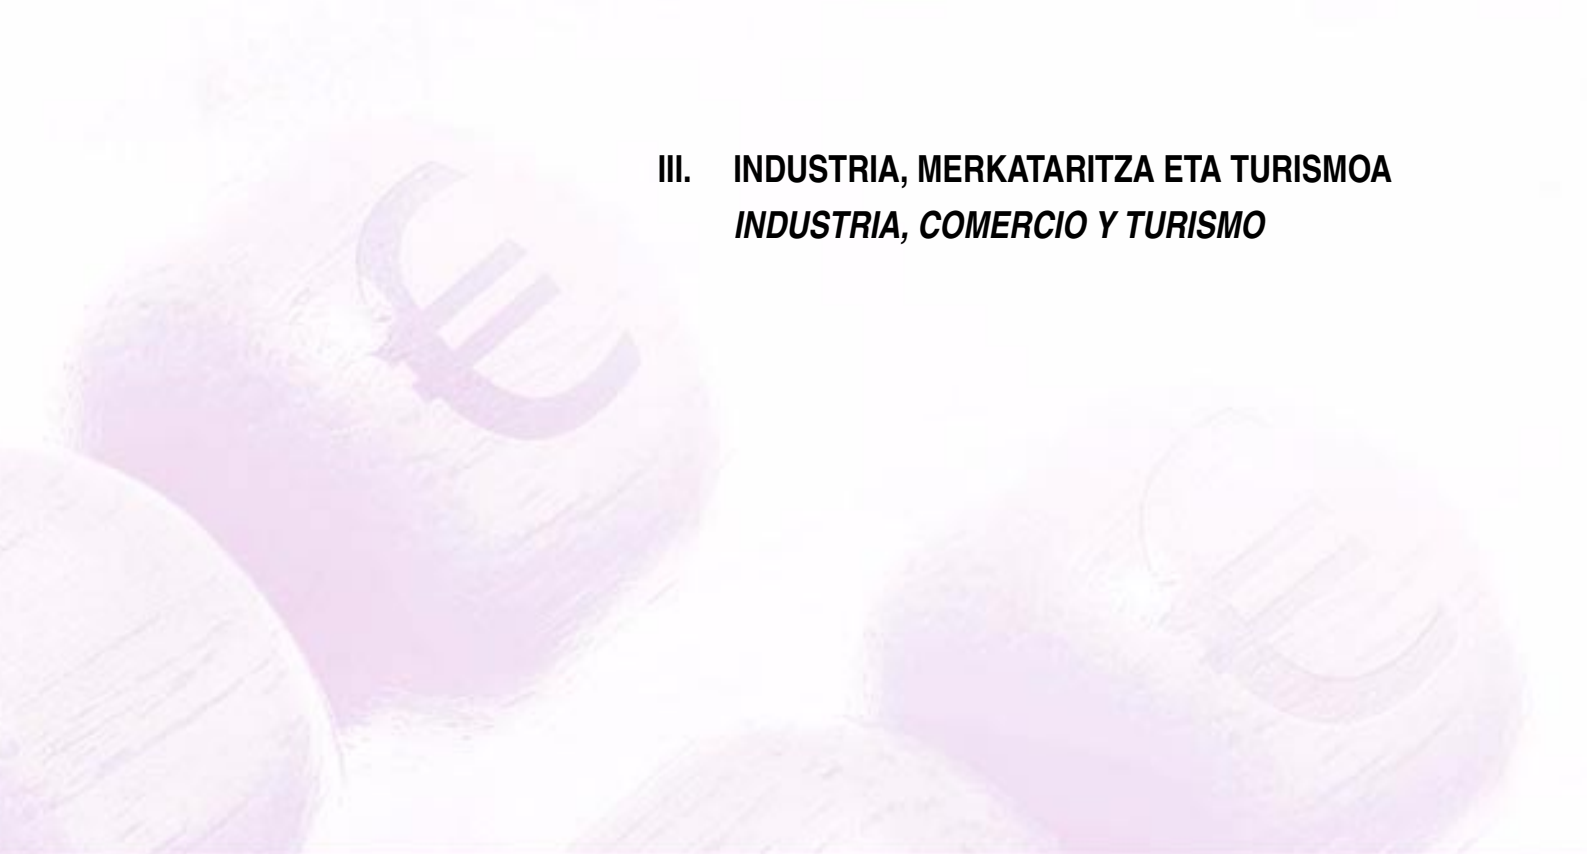 III. INDUSTRIA, MERKATARITZA ETA TURISMOA
INDUSTRIA, COMERCIO Y TURISMO